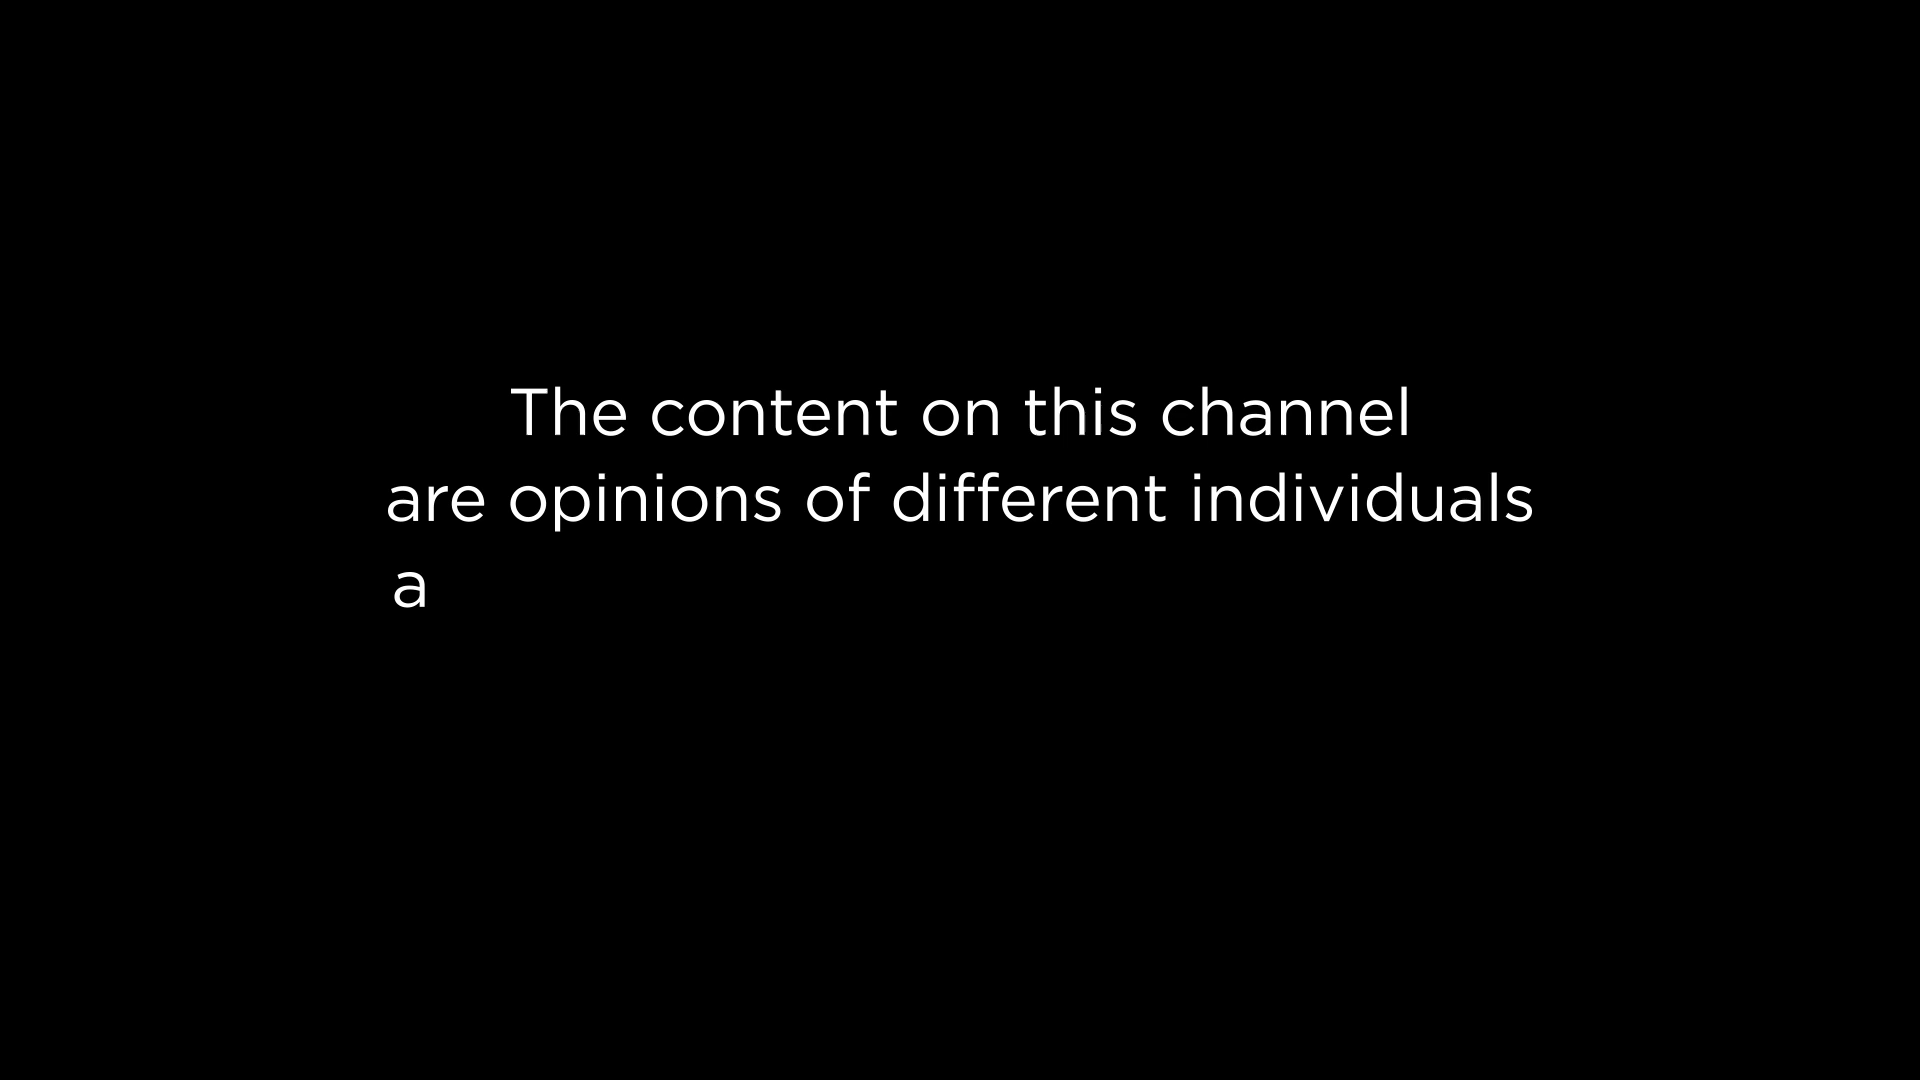 The content on this channel
are opinions of different individuals
a